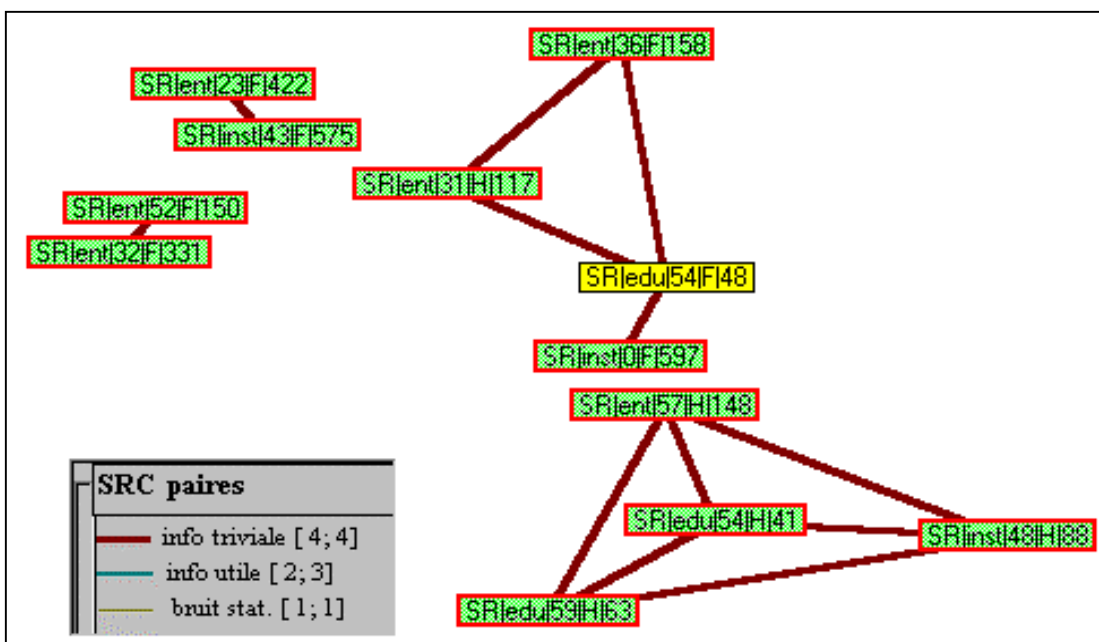 SR|ent|36|F|158
SR|ent|23|F|422
SR|inst|43|F|575
SR|ent|31|H|117
SR|ent|52|F|150
SR|ent|32|F|331
SR|edu|54|F|48
SR|inst|0|F|597
SR|ent|57|H|148
SR|edu|54|H|41
SR|inst|48|H|88
SR|edu|59|H|63
SRC paires
info triviale [ 4; 4]
info utile [ 2; 3]
bruit stat. [ 1; 1]